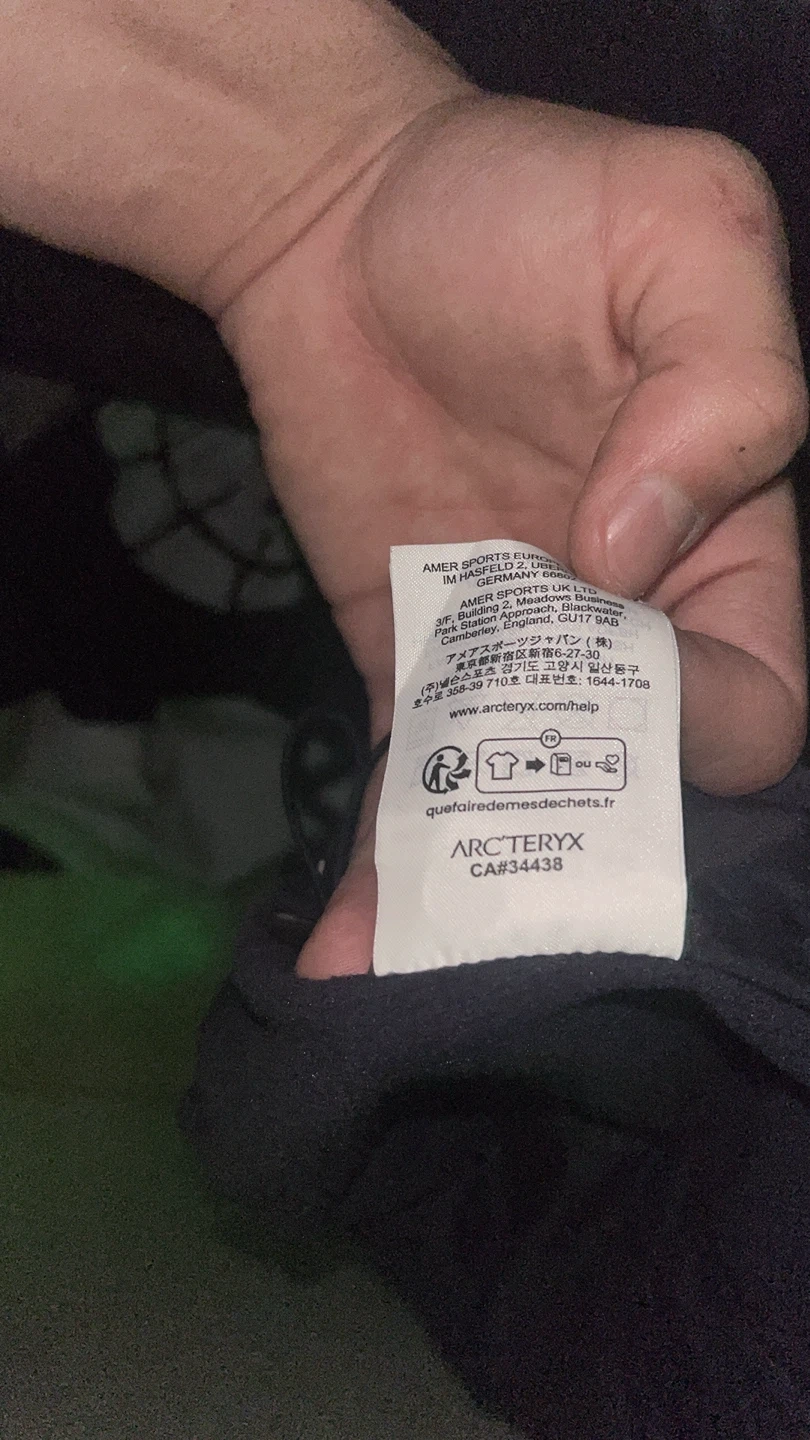 AMER SPORTS
IM HASFELD 2,
GERMANY
AMER SPORTS UK LTD
3/F, Building 2, Meadows Business
Park Station Approach, Blackwater,
Camberley, England, GU17 9AB
アメアスポーツジャパン (株)
東京都新宿区新宿6-27-30
(주)넬슨스포츠 경기도 고양시 일산동구
호수로 358-39 710호 대표번호: 1644-1708
www.arcteryx.com/help
FR
OU
quefairedemesdechets.fr
ARC'TERYX
CA#34438